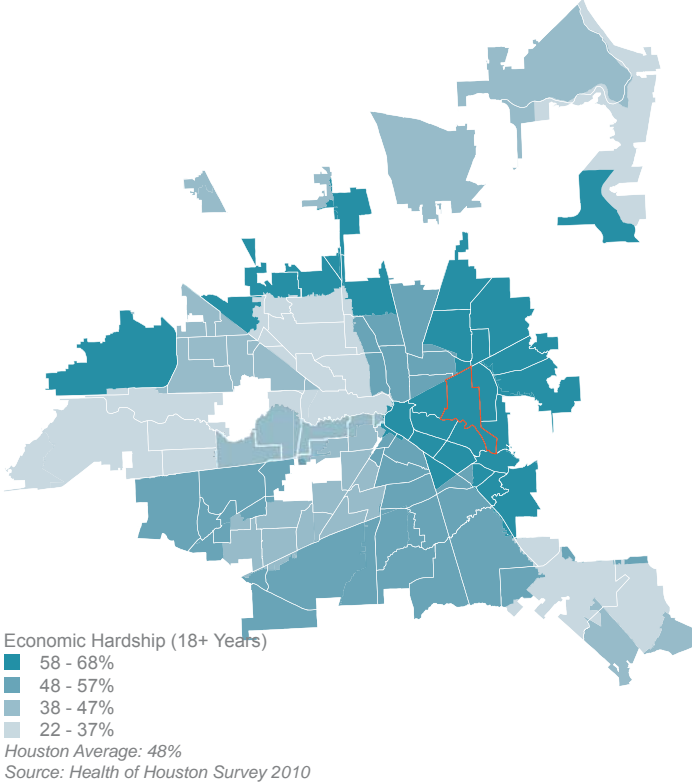 Economic Hardship (18+ Years)
58 - 68%
48 - 57%
38 - 47%
22 - 37%
Houston Average: 48%
Source: Health of Houston Survey 2010